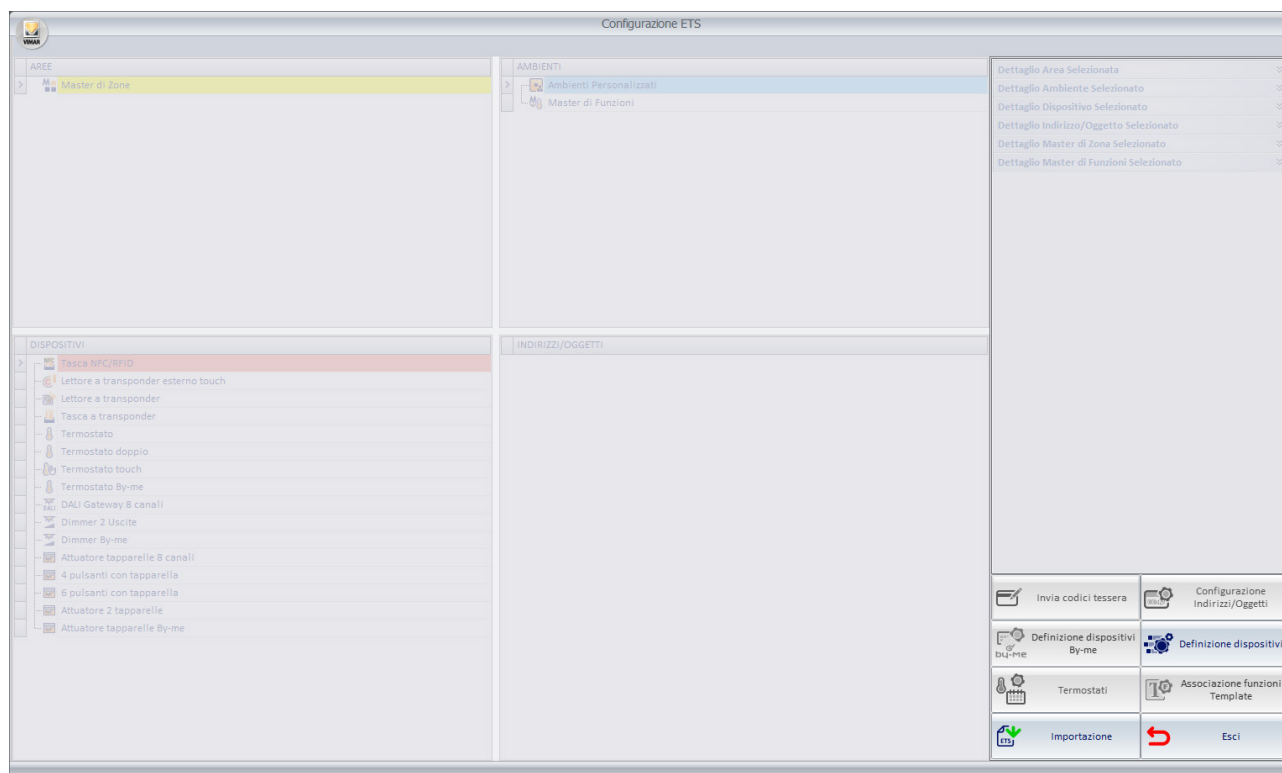 Configurazione ETS
VIMAR
AREE
Master di Zone
AMBIENTI
Ambienti Personalizzati
Master di Funzioni
Dettaglio Area Selezionata
Dettaglio Ambiente Selezionato
Dettaglio Dispositivo Selezionato
Dettaglio Indirizzo/Oggetto Selezionato
Dettaglio Master di Zona Selezionato
Dettaglio Master di Funzioni Selezionato
DISPOSITIVI
Tasca NFC/RFID
Lettore a transponder esterno touch
Lettore a transponder
Tasca a transponder
Termostato
Termostato doppio
Termostato touch
Termostato By-me
DALI Gateway 8 canali
Dimmer 2 Uscite
Dimmer By-me
Attuatore tapparelle 8 canali
4 pulsanti con tapparella
6 pulsanti con tapparella
Attuatore 2 tapparelle
Attuatore tapparelle By-me
INDIRIZZI/OGGETTI
Invia codici tessera
Configurazione
Indirizzi/Oggetti
Definizione dispositivi
By-me
by-me
Definizione dispositivi
Termostati
Associazione funzioni
Template
ETS
Importazione
Esci